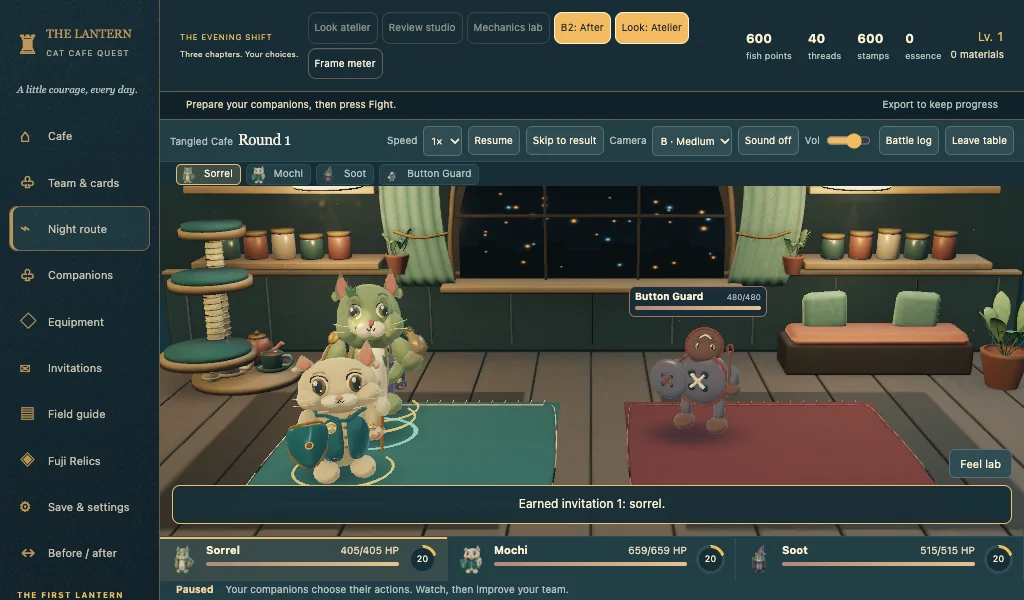 THE LANTERN
CAT CAFE QUEST
A little courage, every day.
Cafe
Team & cards
Night route
Companions
Equipment
Invitations
Field guide
Fuji Relics
Save & settings
Before / after
THE FIRST LANTERN
THE EVENING SHIFT
Three chapters. Your choices.
Look atelier
Review studio
Mechanics lab
B2: After
Look: Atelier
Frame meter
600
fish points
40
threads
600
stamps
0
essence
Lv. 1
0 materials
Prepare your companions, then press Fight.
Export to keep progress
Tangled Cafe Round 1
Speed
1x
Resume
Skip to result
Camera
B · Medium
Sound off
Vol
Battle log
Leave table
Sorrel
Mochi
Soot
Button Guard
Button Guard 480/480
Feel lab
Earned invitation 1: sorrel.
Sorrel 405/405 HP 20
Mochi 659/659 HP 20
Soot 515/515 HP 20
Paused Your companions choose their actions. Watch, then improve your team.